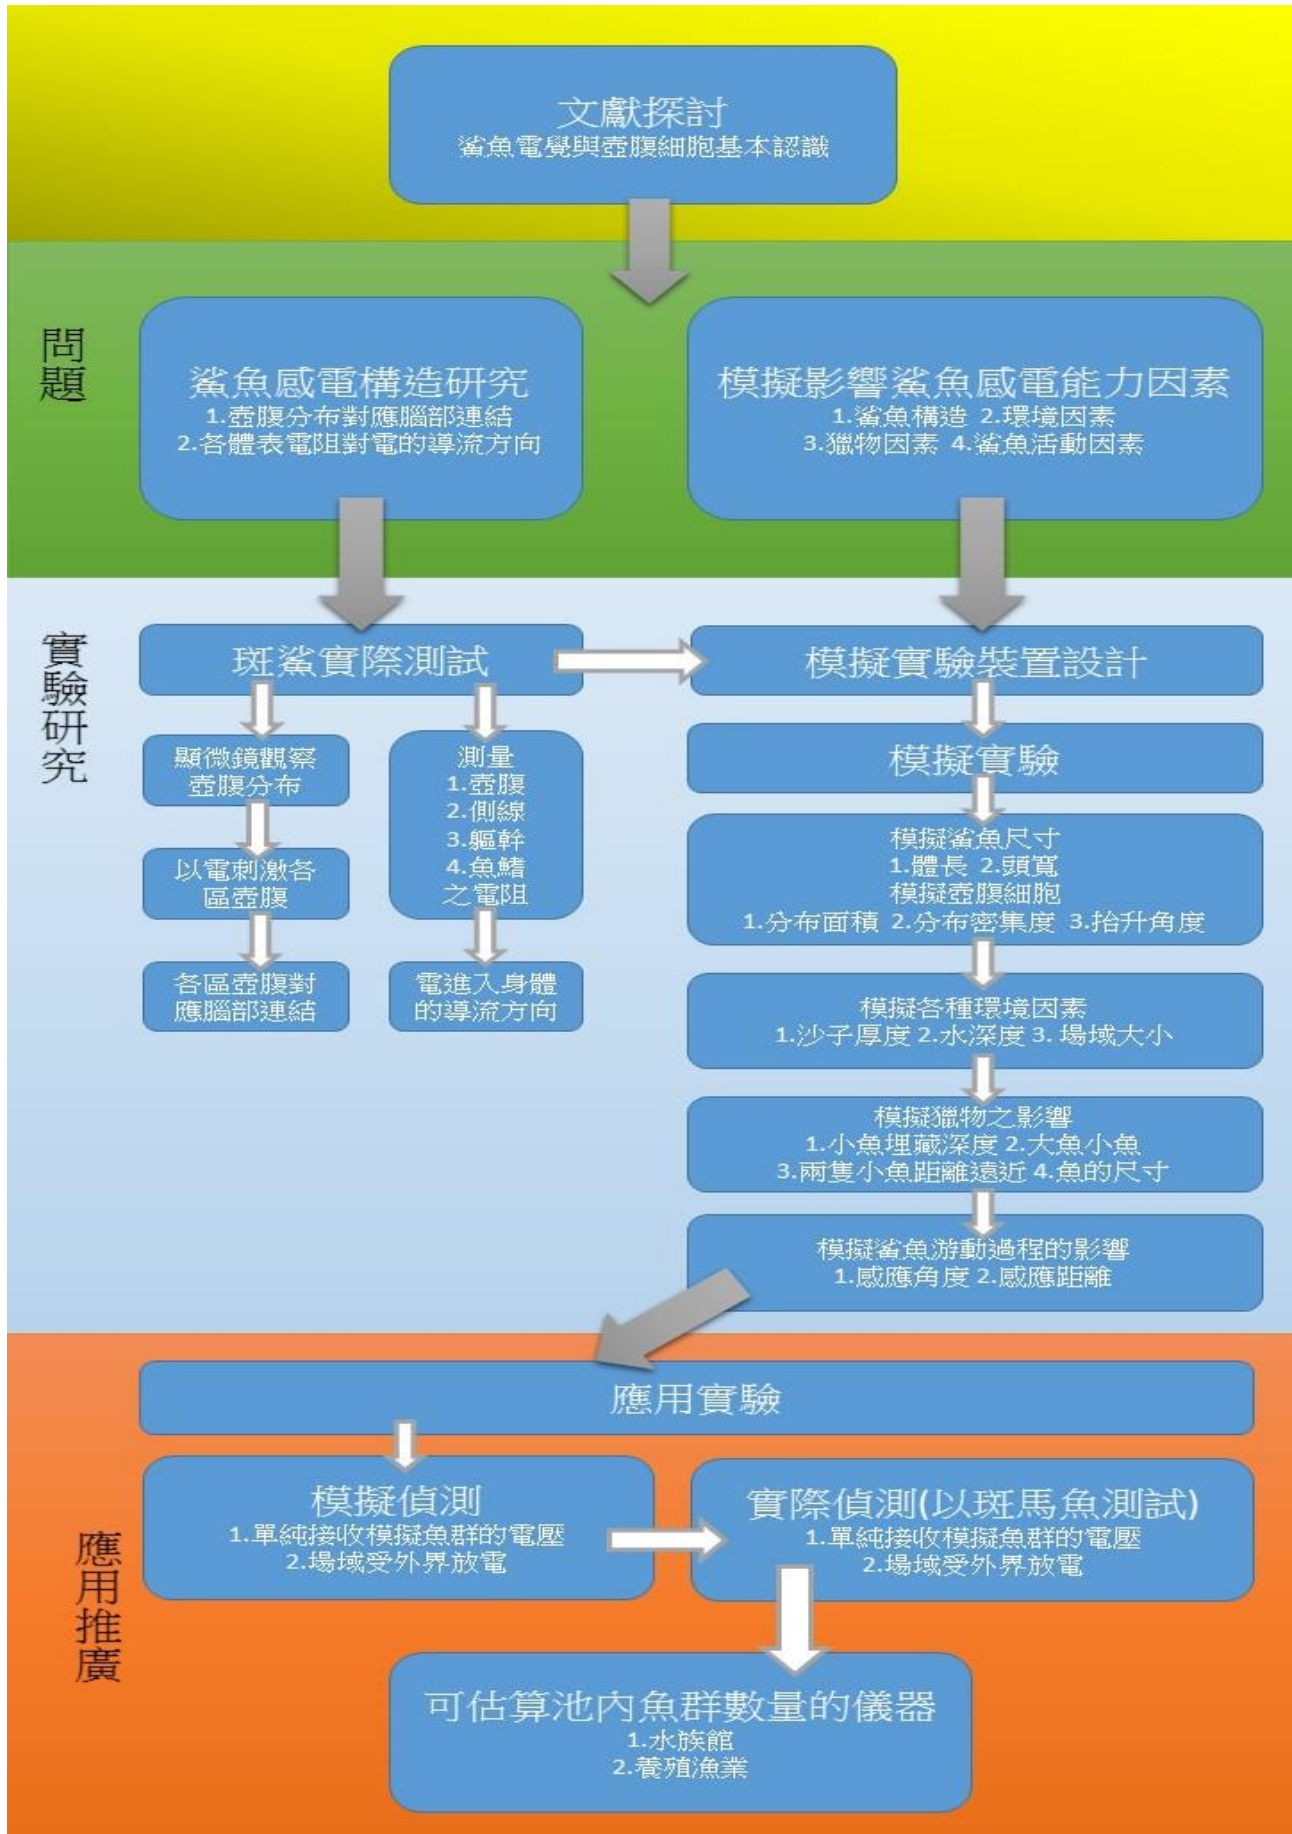 文獻探討
鯊魚電覺與壺腹細胞基本認識
問題
鯊魚感電構造研究
1.壺腹分布對應腦部連結
2.各體表電阻對電的導流方向
模擬影響鯊魚感電能力因素
1.鯊魚構造 2.環境因素
3.獵物因素 4.鯊魚活動因素
實驗研究
斑鯊實際測試
顯微鏡觀察
壺腹分布
以電刺激各
區壺腹
各區壺腹對
應腦部連結
測量
1.壺腹
2.側線
3.軀幹
4.魚鰭
之電阻
電進入身體
的導流方向
模擬實驗裝置設計
模擬實驗
模擬鯊魚尺寸
1.體長 2.頭寬
模擬壺腹細胞
1.分布面積 2.分布密集度 3.抬升角度
模擬各種環境因素
1.沙子厚度 2.水深度 3. 場域大小
模擬獵物之影響
1.小魚埋藏深度 2.大魚小魚
3.兩隻小魚距離遠近 4.魚的尺寸
模擬鯊魚游動過程的影響
1.感應角度 2.感應距離
應用推廣
應用實驗
模擬偵測
1.單純接收模擬魚群的電壓
2.場域受外界放電
實際偵測(以斑馬魚測試)
1.單純接收模擬魚群的電壓
2.場域受外界放電
可估算池內魚群數量的儀器
1.水族館
2.養殖漁業